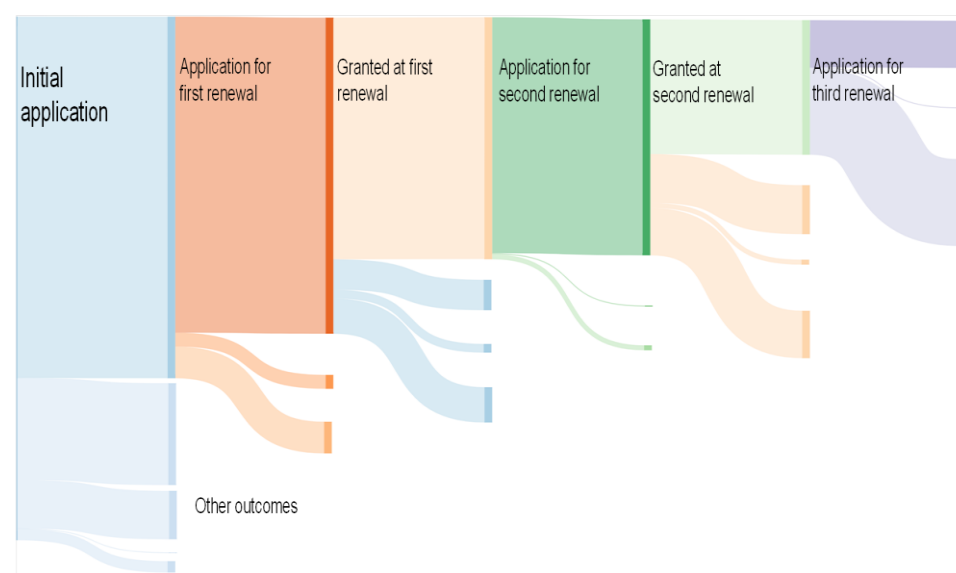 Initial
application
Application for
first renewal
Granted at first
renewal
Application for
second renewal
Granted at
second renewal
Application for
third renewal
Other outcomes